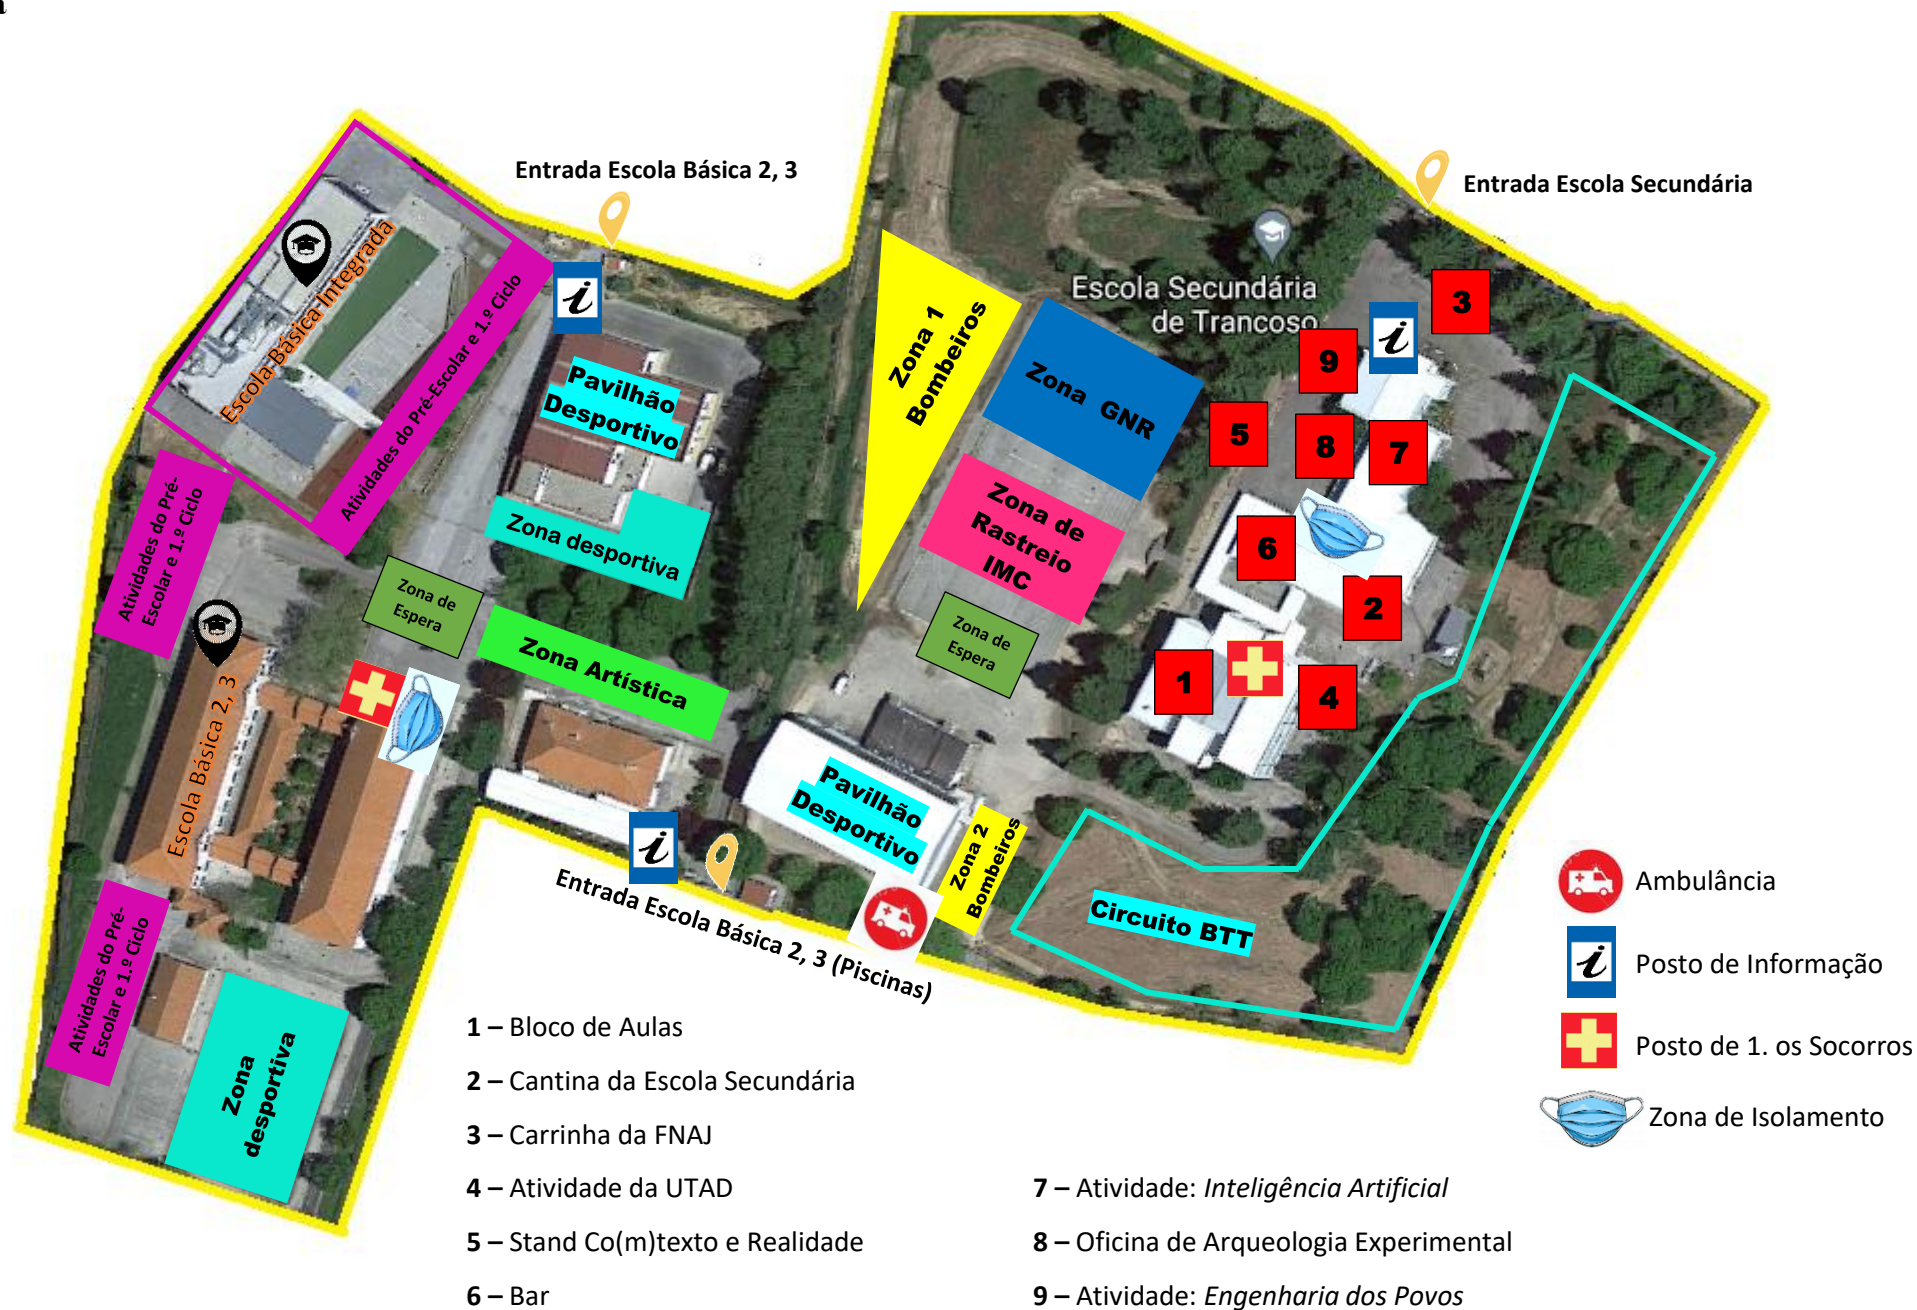 Entrada Escola Básica 2, 3
Entrada Escola Secundária
Escola Básica Integrada
Atividades do Pré-Escolar e 1.º Ciclo
Pavilhão
Desportivo
Zona desportiva
Zona 1
Bombeiros
Zona GNR
Zona de
Rastreio
IMC
Escola Secundária
de Trancoso
3
9
5
8
7
6
2
1
4
Atividades do Pré-
Escolar e 1.º Ciclo
Zona de
Espera
Zona Artística
Zona de
Espera
Escola Básica 2, 3
Pavilhão
Desportivo
Zona 2
Bombeiros
Entrada Escola Básica 2, 3 (Piscinas)
Circuito BTT
Atividades do Pré-
Escolar e 1.º Ciclo
Zona
desportiva
Ambulância
Posto de Informação
Posto de 1. os Socorros
Zona de Isolamento
1 – Bloco de Aulas
2 – Cantina da Escola Secundária
3 – Carrinha da FNAJ
4 – Atividade da UTAD
5 – Stand Co(m)texto e Realidade
6 – Bar
7 – Atividade: Inteligência Artificial
8 – Oficina de Arqueologia Experimental
9 – Atividade: Engenharia dos Povos